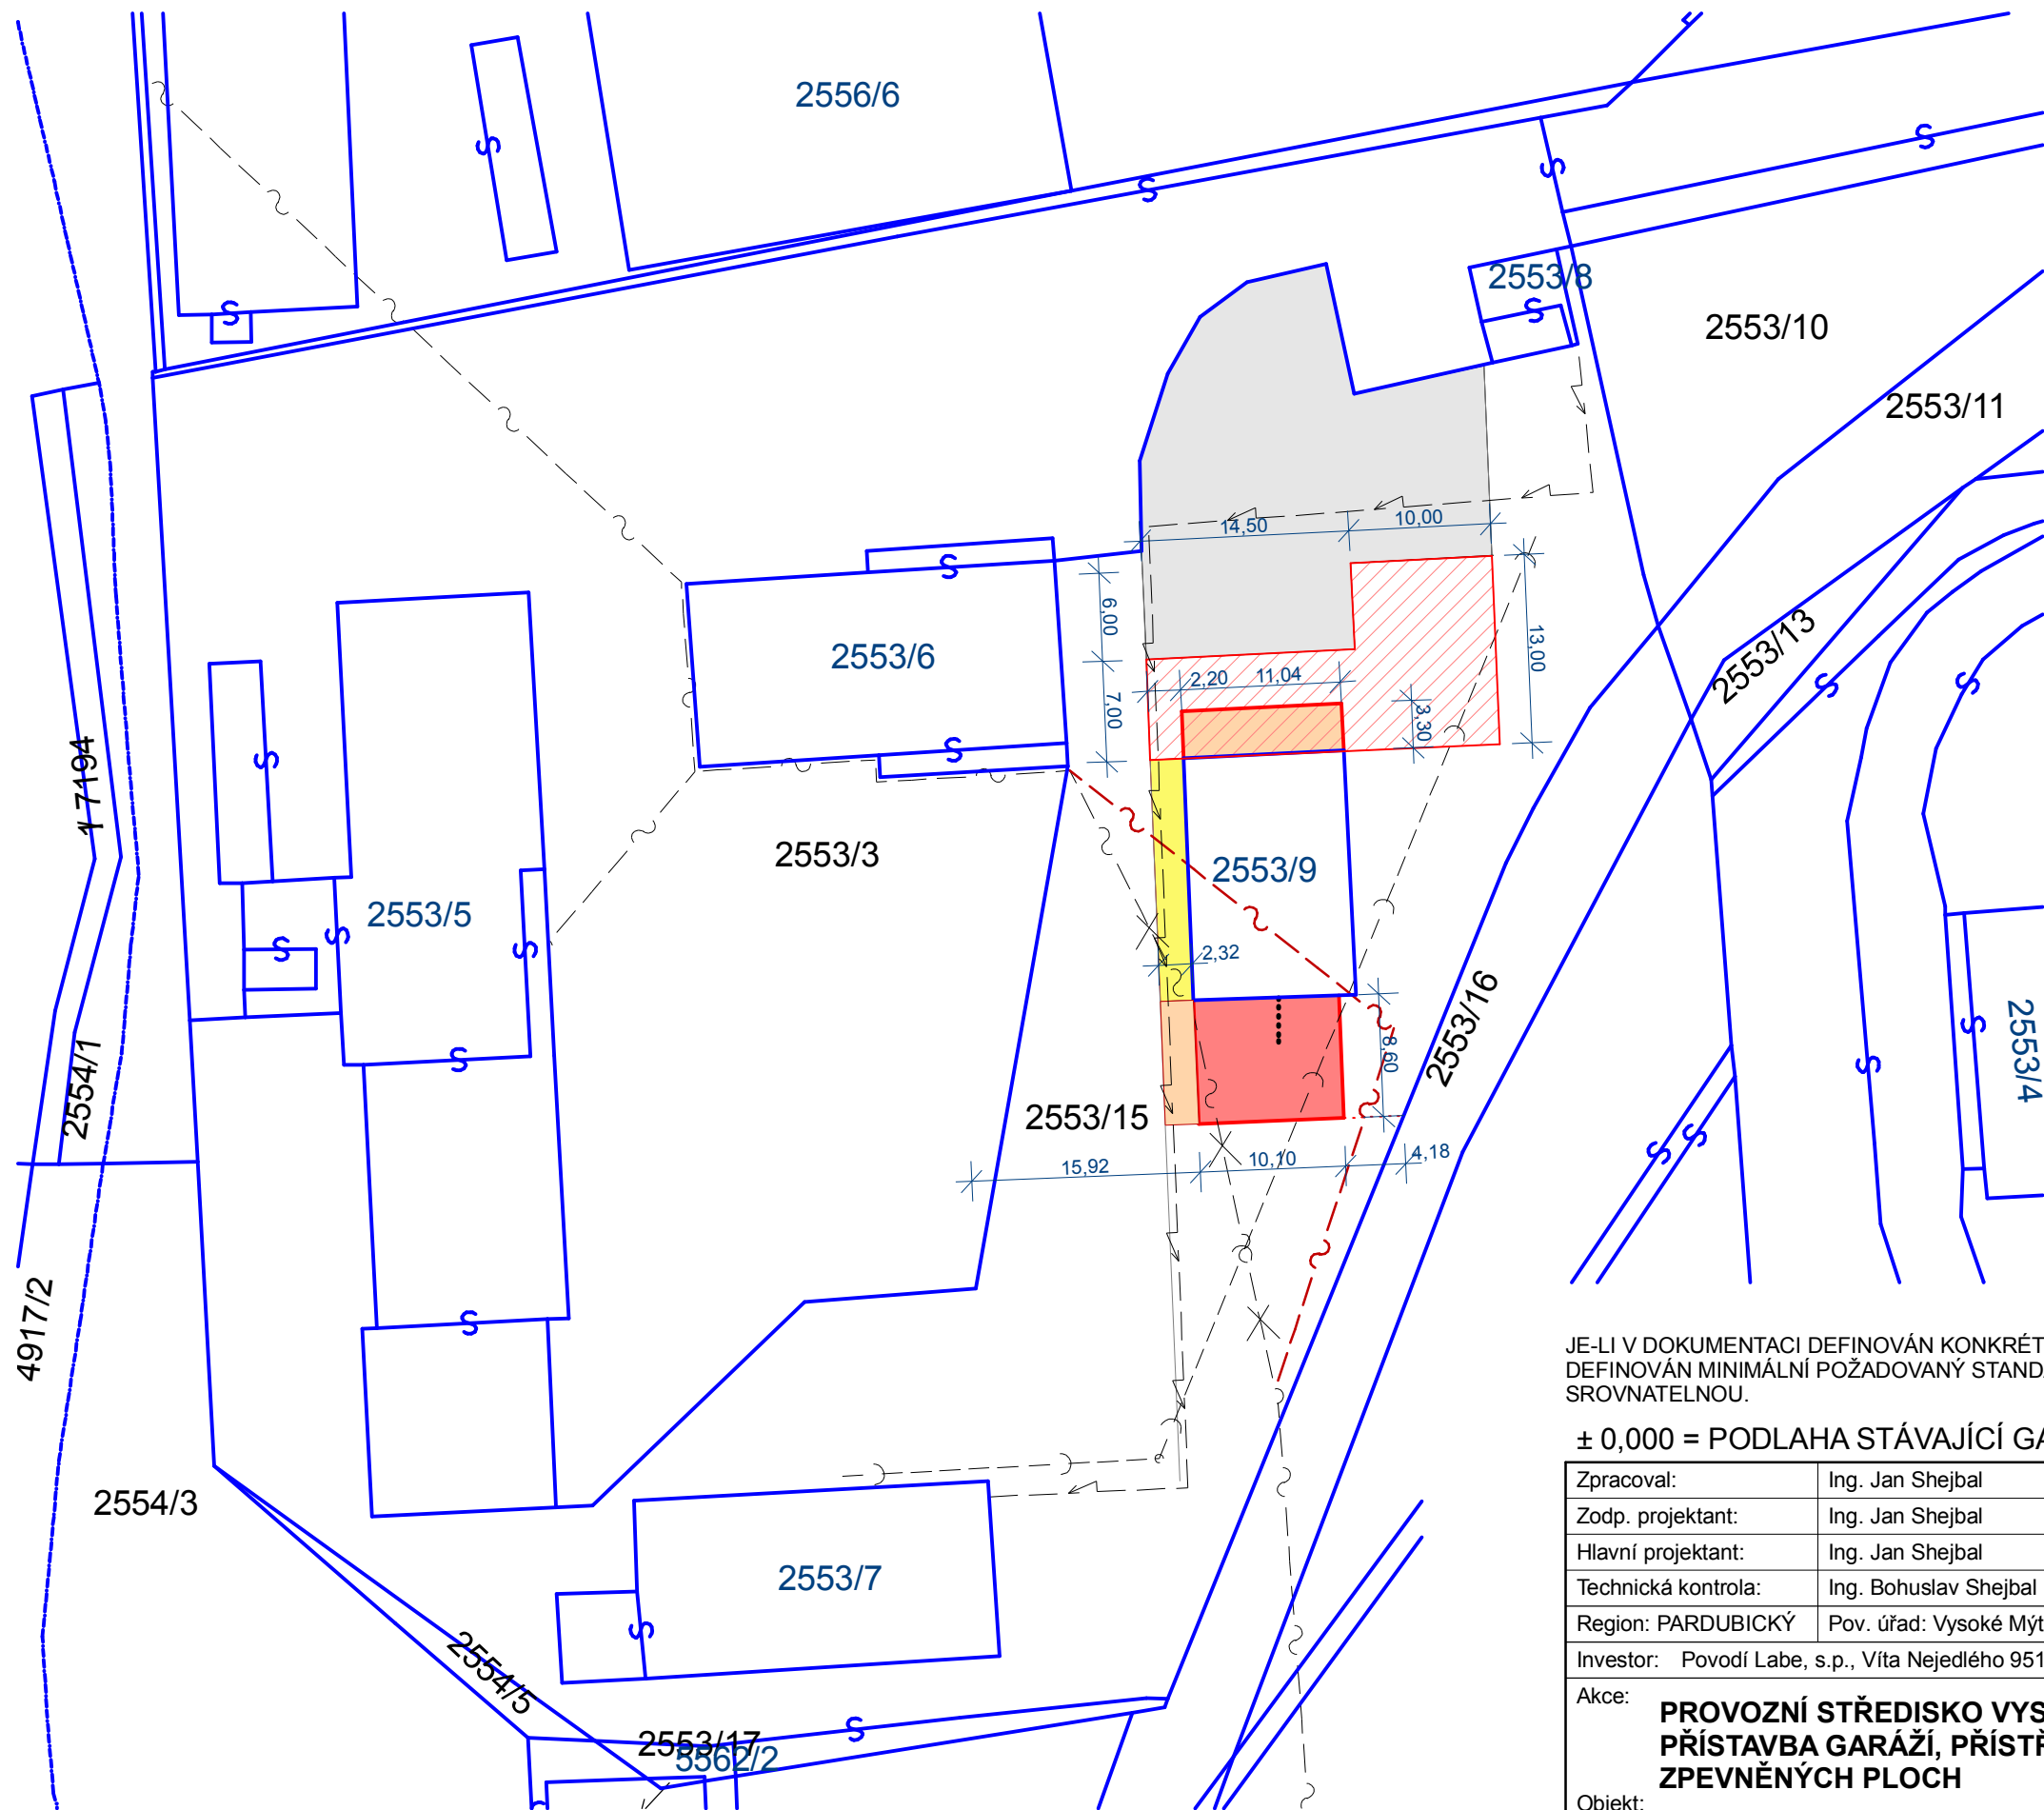 2556/6
2553/8
2553/10
2553/11
2553/13
14,50
10,00
6,00
7,00
13,00
2,20
11,04
3,30
2553/6
2553/3
2553/9
2553/5
2,32
8,60
2553/16
2553/4
2553/15
15,92
10,10
4,18
7194
2554/1
4917/2
2554/3
2553/7
2554/5
2553/17
5562/2
JE-LI V DOKUMENTACI DEFINOVÁN KONKRÉT
DEFINOVÁN MINIMÁLNÍ POŽADOVANÝ STANDA
SROVNATELNOU.
± 0,000 = PODLAHA STÁVAJÍCÍ GA
Zpracoval: Ing. Jan Shejbal
Zodp. projektant: Ing. Jan Shejbal
Hlavní projektant: Ing. Jan Shejbal
Technická kontrola: Ing. Bohuslav Shejbal
Region: PARDUBICKÝ Pov. úřad: Vysoké Mýt
Investor: Povodí Labe, s.p., Víta Nejedlého 951
Akce: PROVOZNÍ STŘEDISKO VYS
PŘÍSTAVBA GARÁŽÍ, PŘÍSTŘ
ZPEVNĚNÝCH PLOCH
Objekt: